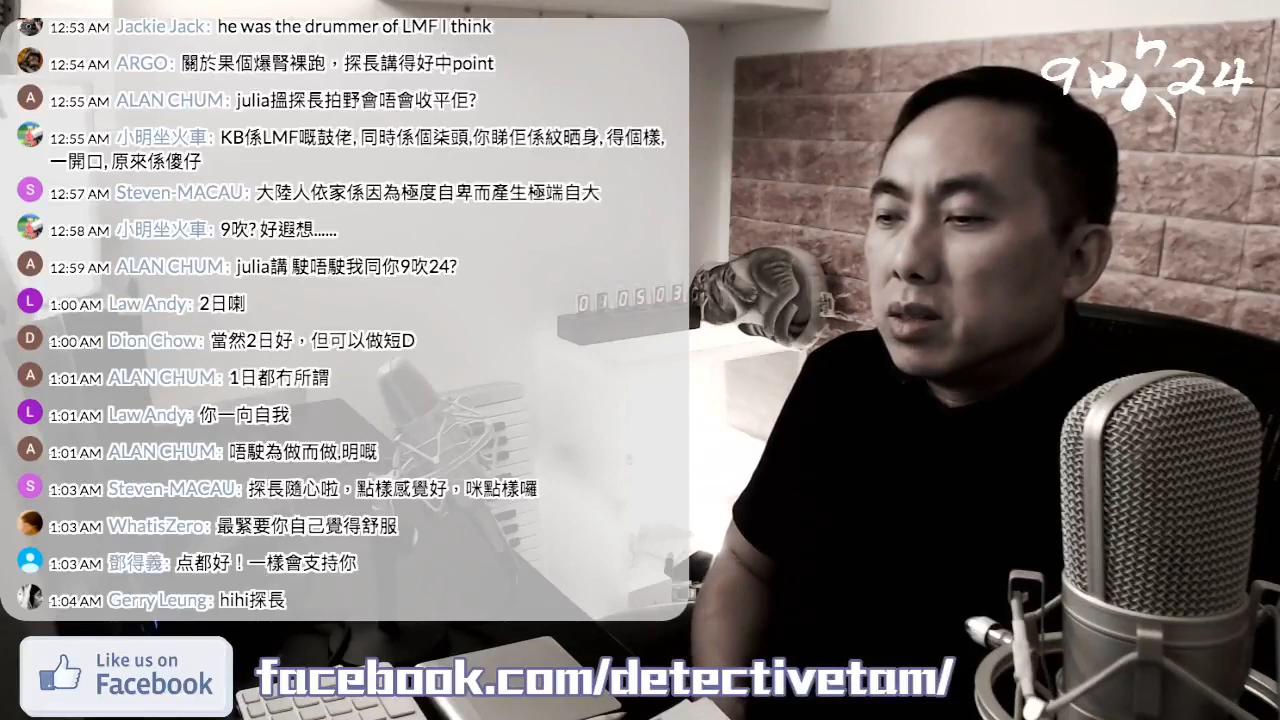 12:53 AM Jackie Jack: he was the drummer of LMF I think
9吹24
12:54 AM ARGO: 關於果個爆腎裸跑，探長講得好中point
A 12:55 AM ALAN CHUM: julia搵探長拍野會唔會收平佢?
12:55 AM 小明坐火車: KB係LMF嘅鼓佬, 同時係個柒頭,你睇佢係紋晒身, 得個樣,
一開口, 原來係傻仔
S 12:57 AM Steven-MACAU: 大陸人依家係因為極度自卑而產生極端自大
12:58 AM 小明坐火車: 9吹? 好遐想......
A 12:59 AM ALAN CHUM: julia講 駛唔駛我同你9吹24?
01 05 03
L 1:00 AM Law Andy: 2日喇
D 1:00 AM Dion Chow: 當然2日好，但可以做短D
A 1:01 AM ALAN CHUM: 1日都冇所謂
L 1:01 AM Law Andy: 你一向自我
A 1:01 AM ALAN CHUM: 唔駛為做而做,明嘅
S 1:03 AM Steven-MACAU: 探長隨心啦，點樣感覺好，咪點樣囉
1:03 AM WhatisZero: 最緊要你自己覺得舒服
1:03 AM 鄧得義: 点都好！一樣會支持你
1:04 AM Gerry Leung: hihi探長
Like us on
Facebook
facebook.com/detectivetam/